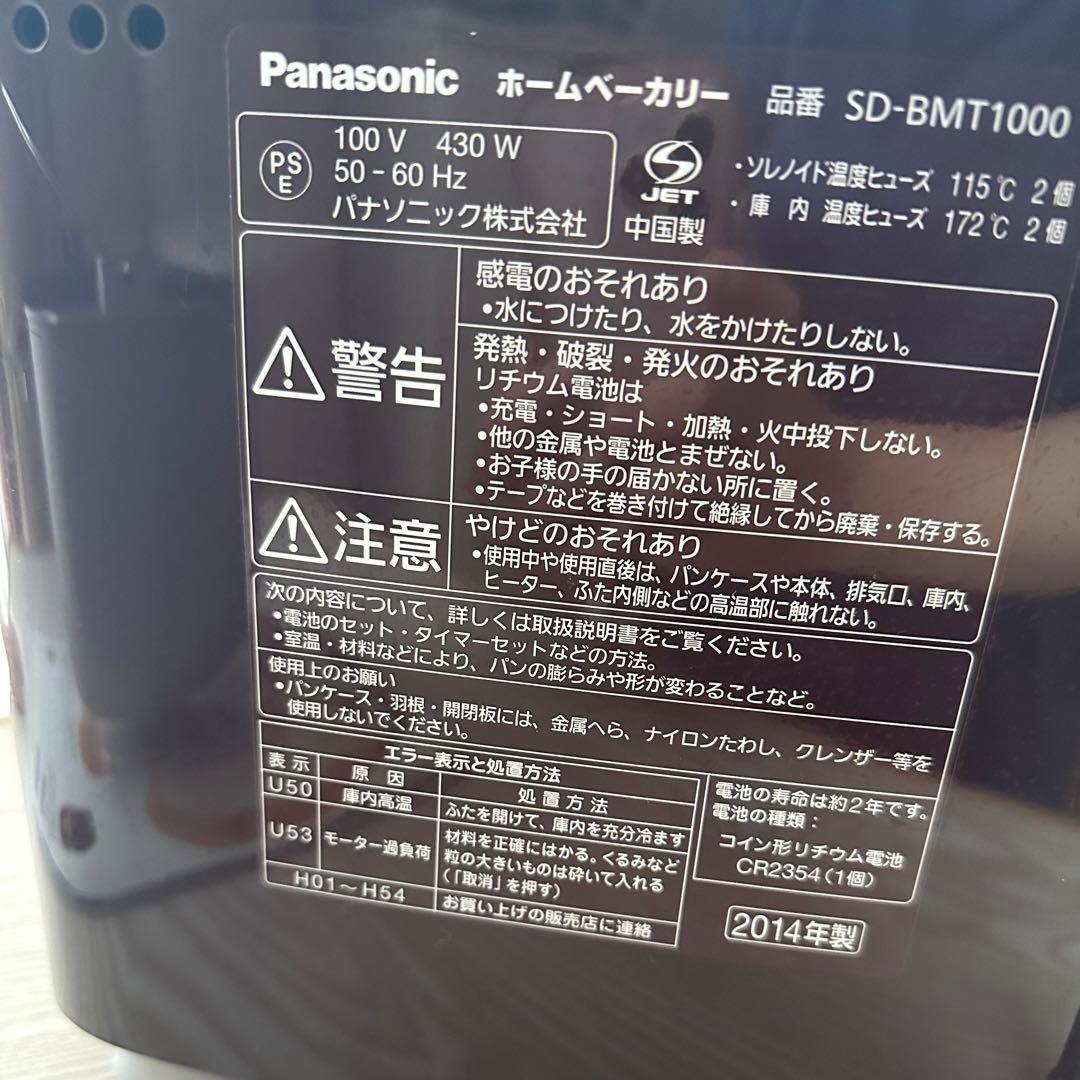 Panasonic ホームベーカリー 品番 SD-BMT1000
PS
E
100 V 430 W
50 - 60 Hz
パナソニック株式会社
S
JET
中国製
・ソレノイド温度ヒューズ 115℃ 2個
・庫内 温度ヒューズ 172℃ 2個
警告
感電のおそれあり
•水につけたり、水をかけたりしない。
発熱・破裂・発火のおそれあり
リチウム電池は
•充電・ショート・加熱・火中投下しない。
•他の金属や電池とまぜない。
•お子様の手の届かない所に置く。
•テープなどを巻き付けて絶縁してから廃棄・保存する。
注意
やけどのおそれあり
•使用中や使用直後は、パンケースや本体、排気口、庫内、
ヒーター、ふた内側などの高温部に触れない。
次の内容について、詳しくは取扱説明書をご覧ください。
•電池のセット・タイマーセットなどの方法。
•室温・材料などにより、パンの膨らみや形が変わることなど。
使用上のお願い
•パンケース・羽根・開閉板には、金属へら、ナイロンたわし、クレンザー等を
使用しないでください。
エラー表示と処置方法
表示 原因 処置方法
U50 庫内高温 ふたを開けて、庫内を充分冷ます
U53 モーター過負荷 材料を正確にはかる。くるみなど
粒の大きいものは砕いて入れる
(「取消」を押す)
H01〜H54 お買い上げの販売店に連絡
電池の寿命は約2年です。
電池の種類：
コイン形リチウム電池
CR2354(1個)
2014年製